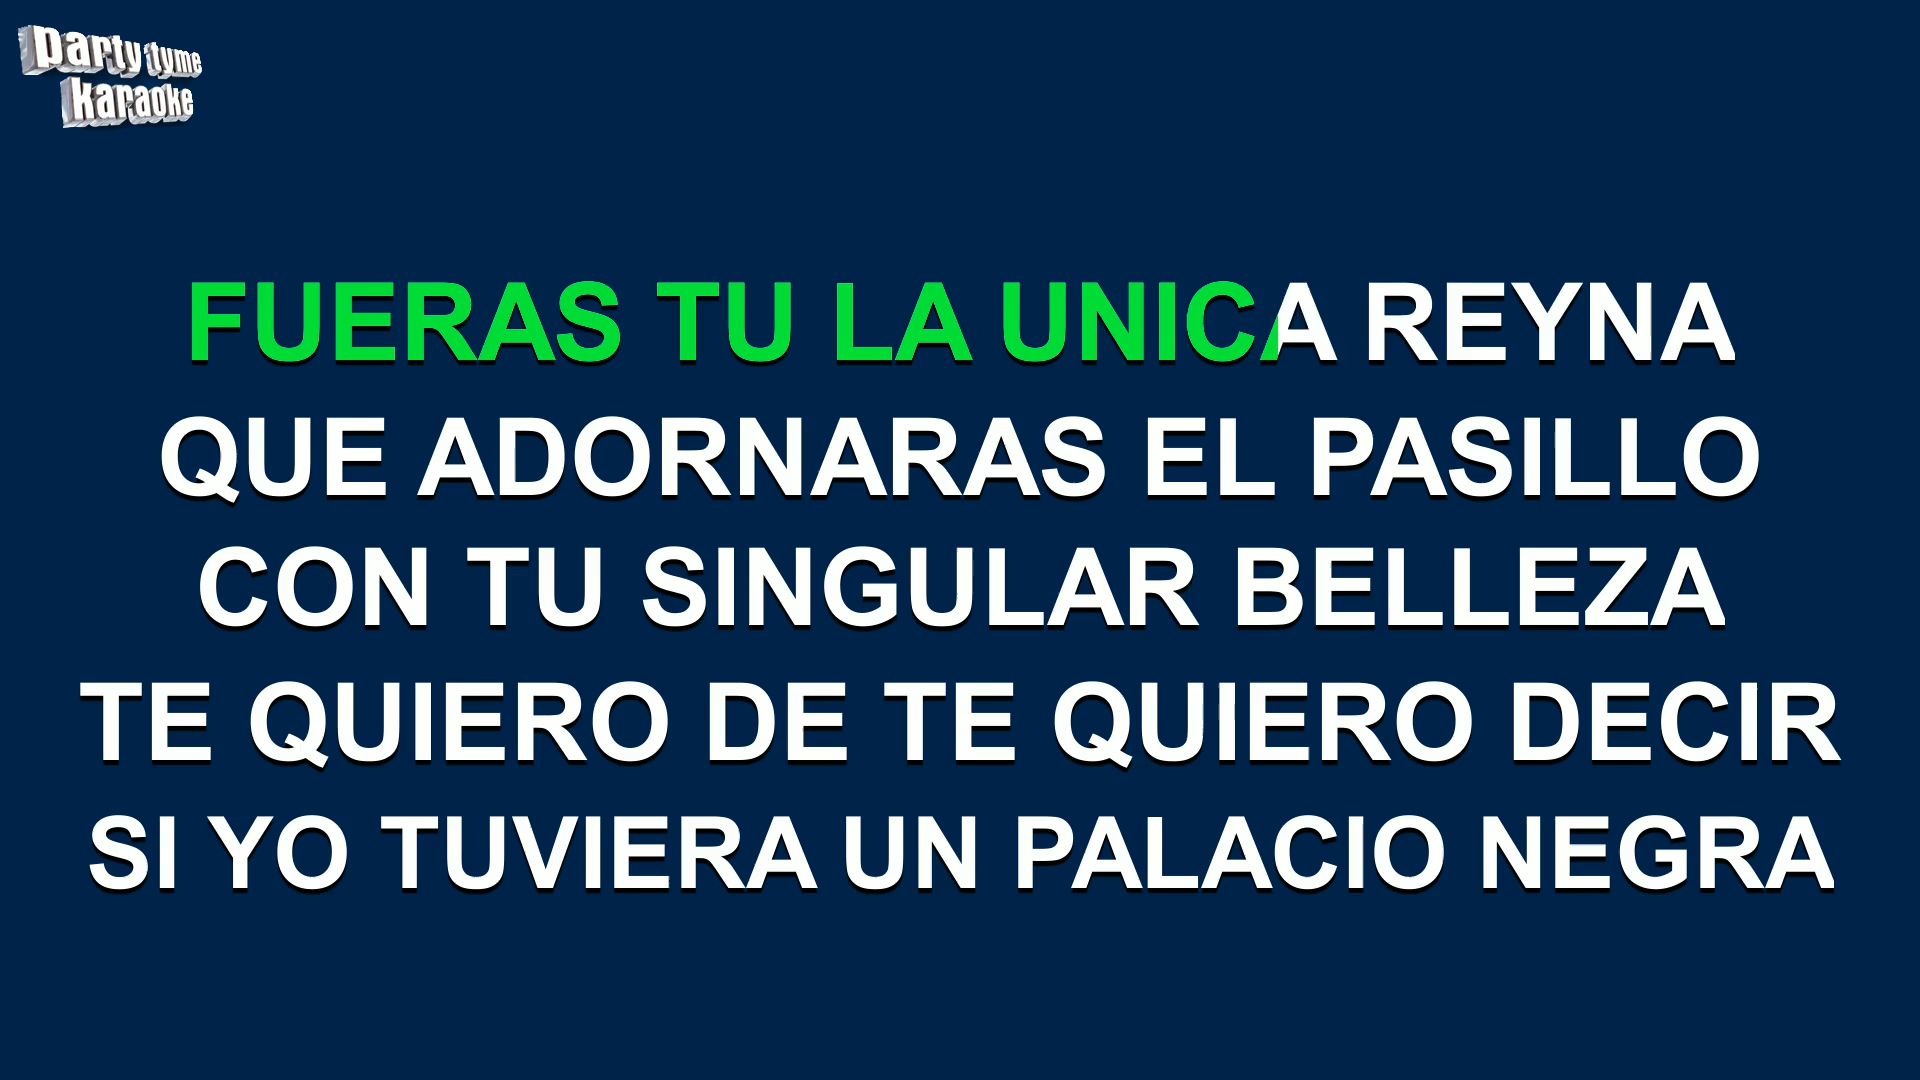 party tyme
karaoke
FUERAS TU LA UNICA REYNA
QUE ADORNARAS EL PASILLO
CON TU SINGULAR BELLEZA
TE QUIERO DE TE QUIERO DECIR
SI YO TUVIERA UN PALACIO NEGRA